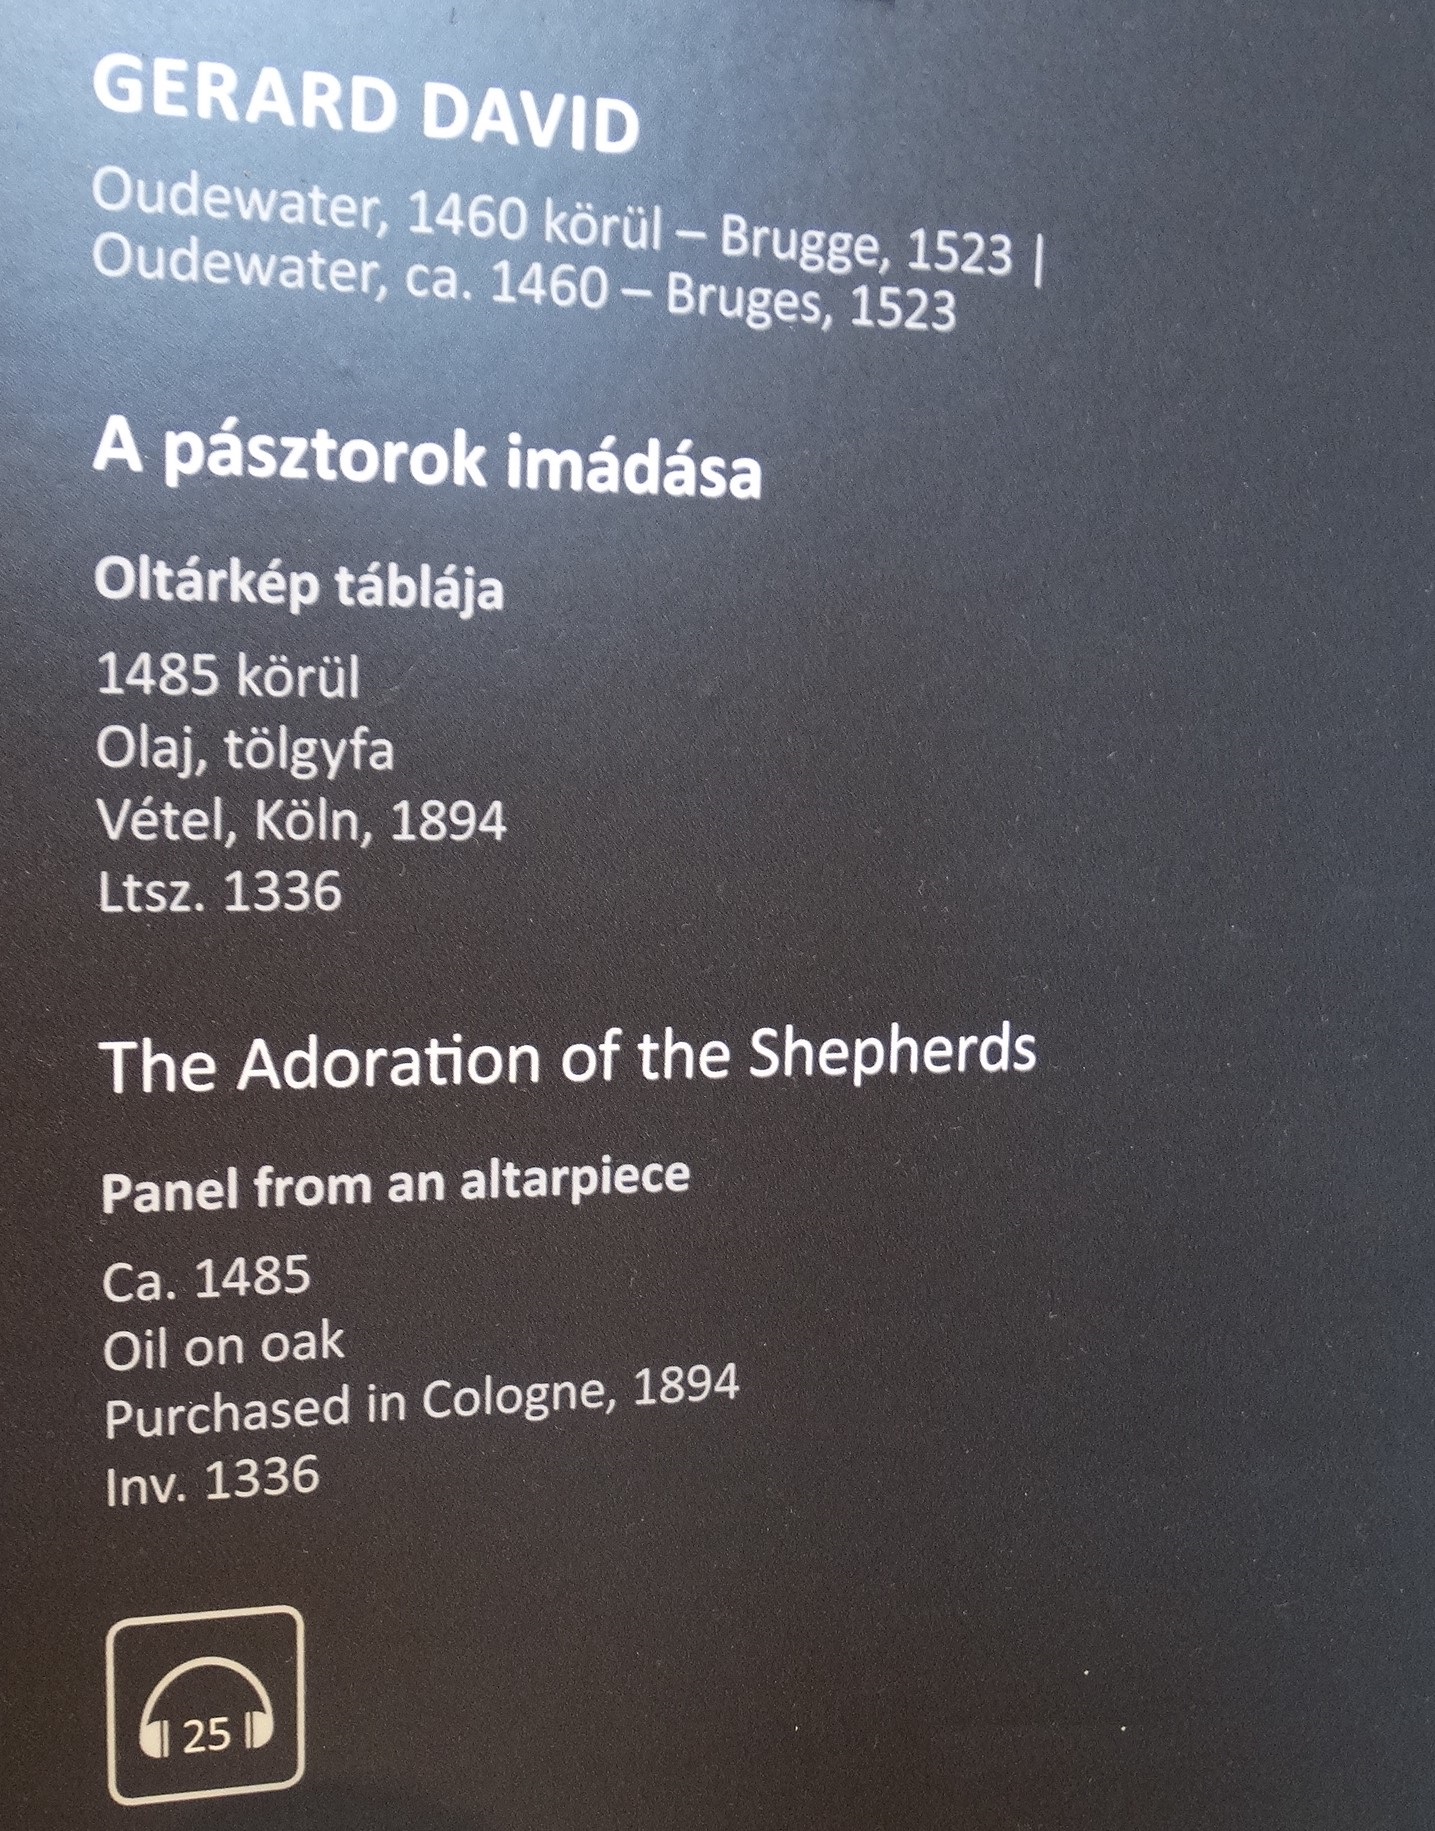 GERARD DAVID
Oudewater, 1460 körül – Brugge, 1523 |
Oudewater, ca. 1460 – Bruges, 1523
A pásztorok imádása
Oltárkép táblája
1485 körül
Olaj, tölgyfa
Vétel, Köln, 1894
Ltsz. 1336
The Adoration of the Shepherds
Panel from an altarpiece
Ca. 1485
Oil on oak
Purchased in Cologne, 1894
Inv. 1336
25